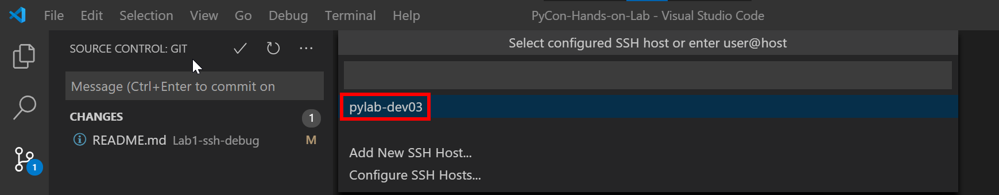 File Edit Selection View Go Debug Terminal Help PyCon-Hands-on-Lab - Visual Studio Code
SOURCE CONTROL: GIT
Message (Ctrl+Enter to commit on
CHANGES 1
README.md Lab1-ssh-debug M
1
Select configured SSH host or enter user@host
pylab-dev03
Add New SSH Host...
Configure SSH Hosts...